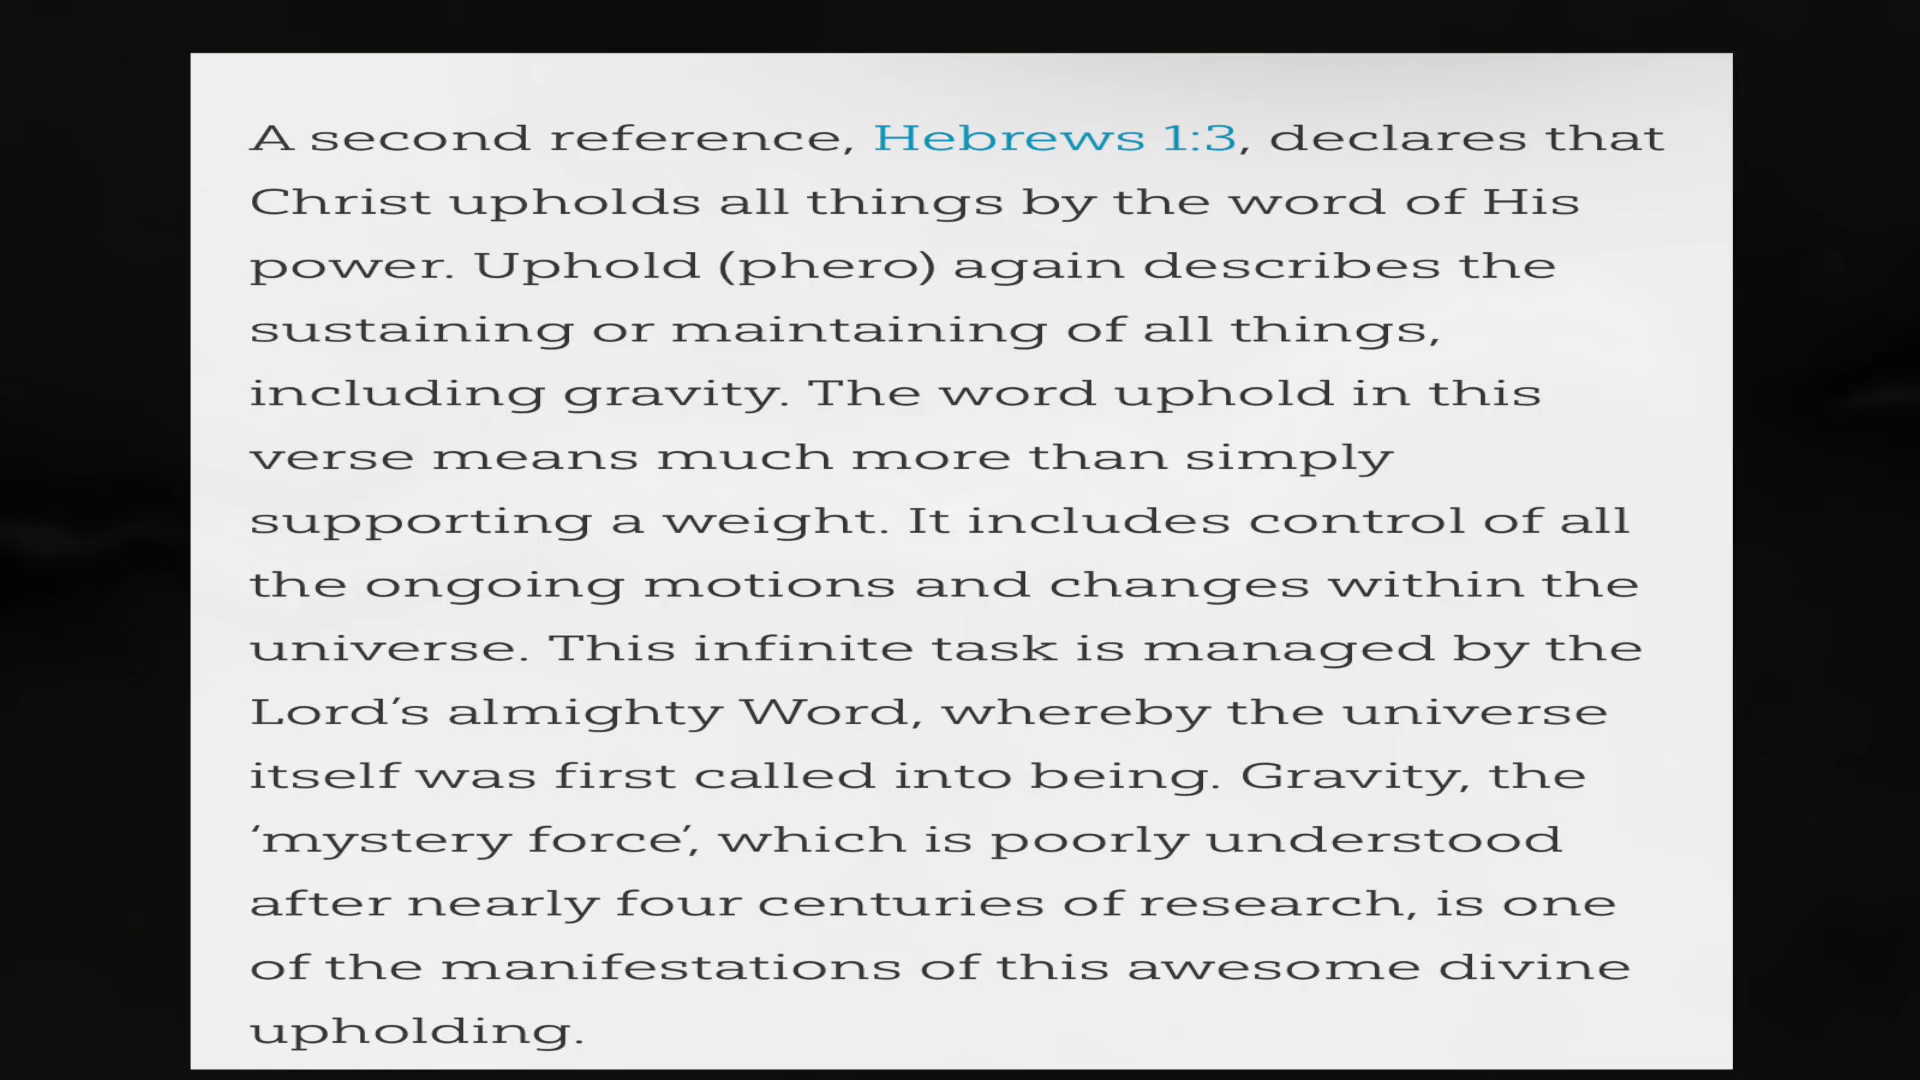 A second reference, Hebrews 1:3, declares that
Christ upholds all things by the word of His
power. Uphold (phero) again describes the
sustaining or maintaining of all things,
including gravity. The word uphold in this
verse means much more than simply
supporting a weight. It includes control of all
the ongoing motions and changes within the
universe. This infinite task is managed by the
Lord’s almighty Word, whereby the universe
itself was first called into being. Gravity, the
‘mystery force’, which is poorly understood
after nearly four centuries of research, is one
of the manifestations of this awesome divine
upholding.